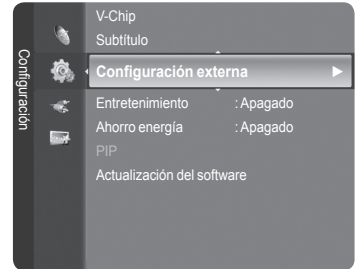 Configuración
V-Chip
Subtítulo
Configuración externa
Entretenimiento : Apagado
Ahorro energía : Apagado
PIP
Actualización del software